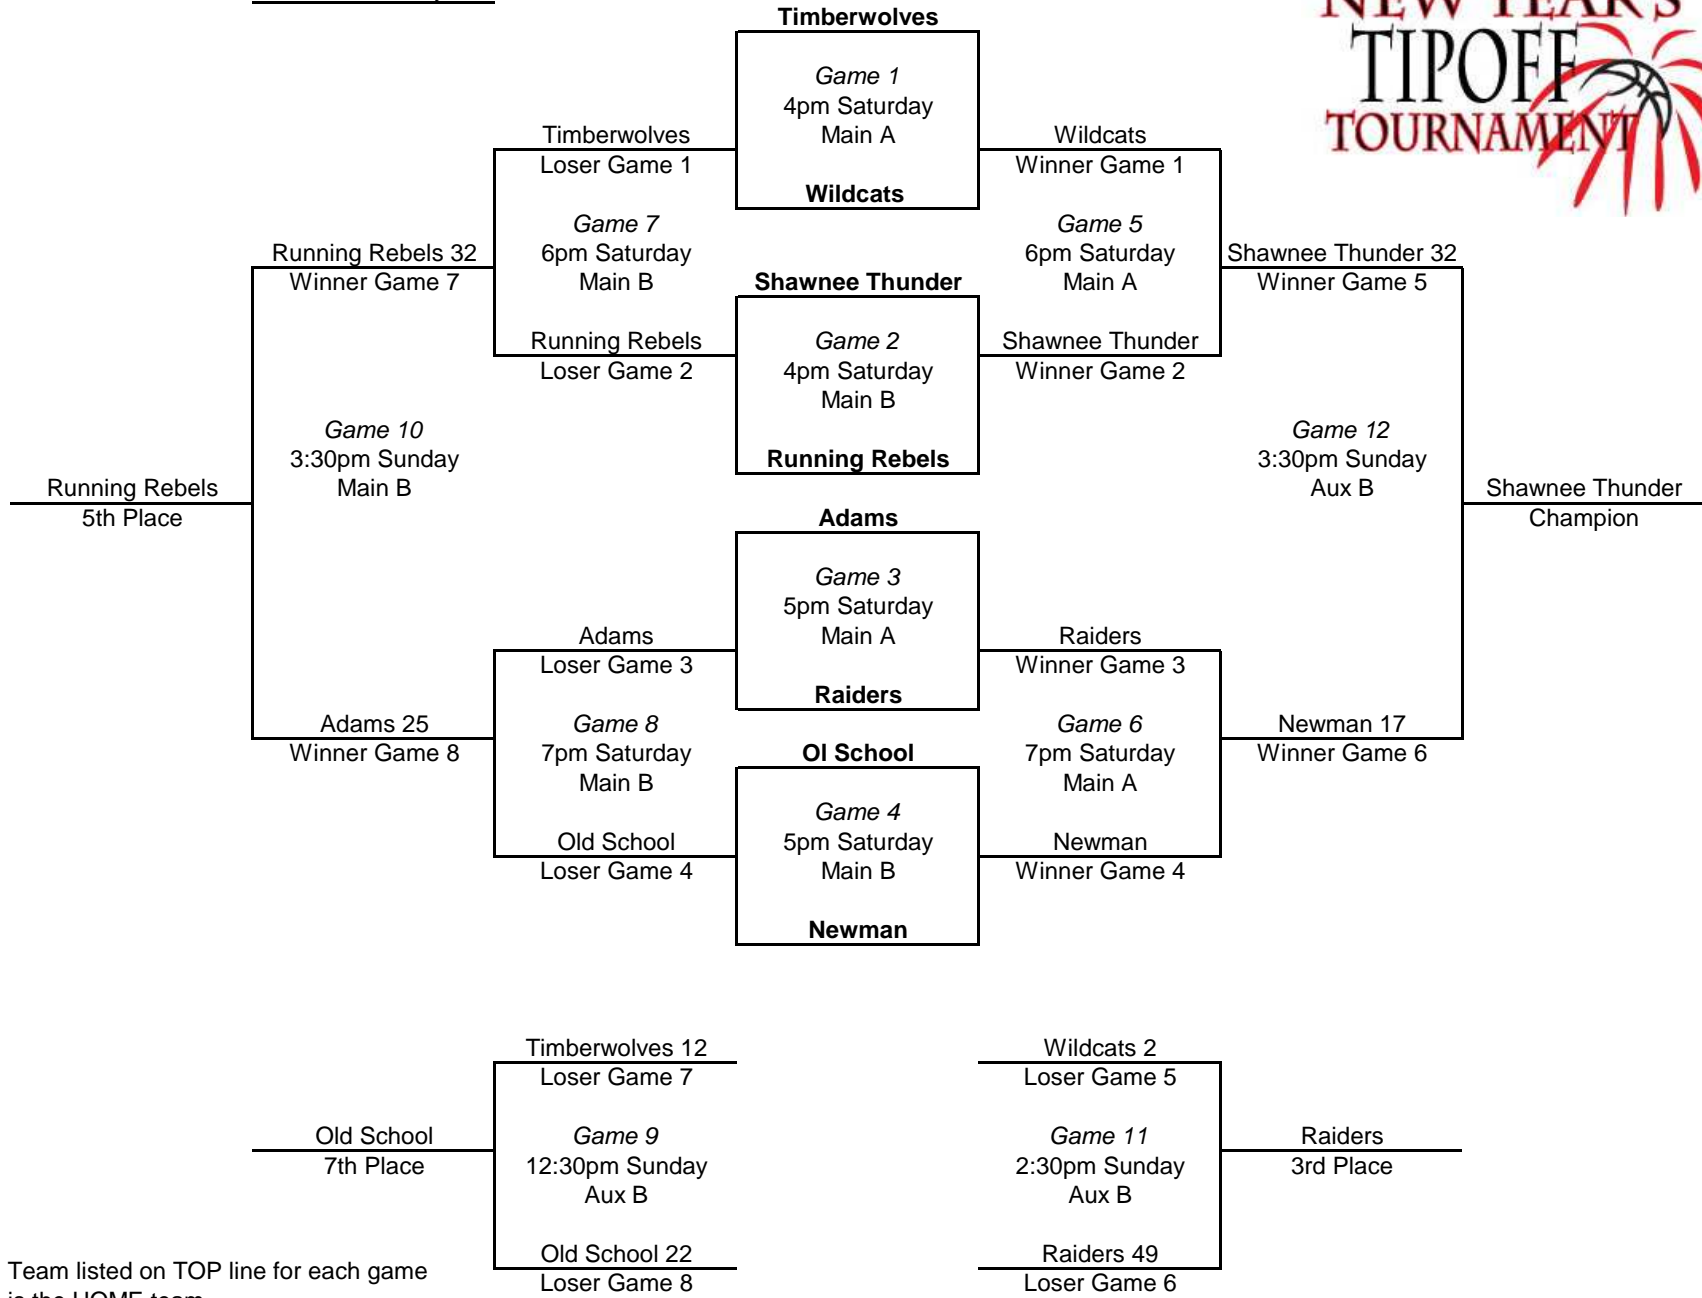 NEW YEAR'S
TIPOFF
TOURNAMENT
Timberwolves
Game 1
4pm Saturday
Main A
Wildcats
Timberwolves
Loser Game 1
Game 7
6pm Saturday
Main B
Running Rebels
Loser Game 2
Wildcats
Winner Game 1
Game 5
6pm Saturday
Main A
Shawnee Thunder
Winner Game 2
Running Rebels 32
Winner Game 7
Shawnee Thunder
Game 2
4pm Saturday
Main B
Running Rebels
Shawnee Thunder 32
Winner Game 5
Game 10
3:30pm Sunday
Main B
Running Rebels
5th Place
Game 12
3:30pm Sunday
Aux B
Shawnee Thunder
Champion
Adams
Game 3
5pm Saturday
Main A
Raiders
Adams
Loser Game 3
Game 8
7pm Saturday
Main B
Old School
Loser Game 4
Raiders
Winner Game 3
Game 6
7pm Saturday
Main A
Newman
Winner Game 4
Adams 25
Winner Game 8
Ol School
Game 4
5pm Saturday
Main B
Newman
Newman 17
Winner Game 6
Timberwolves 12
Loser Game 7
Game 9
12:30pm Sunday
Aux B
Old School 22
Loser Game 8
Old School
7th Place
Wildcats 2
Loser Game 5
Game 11
2:30pm Sunday
Aux B
Raiders 49
Loser Game 6
Raiders
3rd Place
Team listed on TOP line for each game
is the HOME team